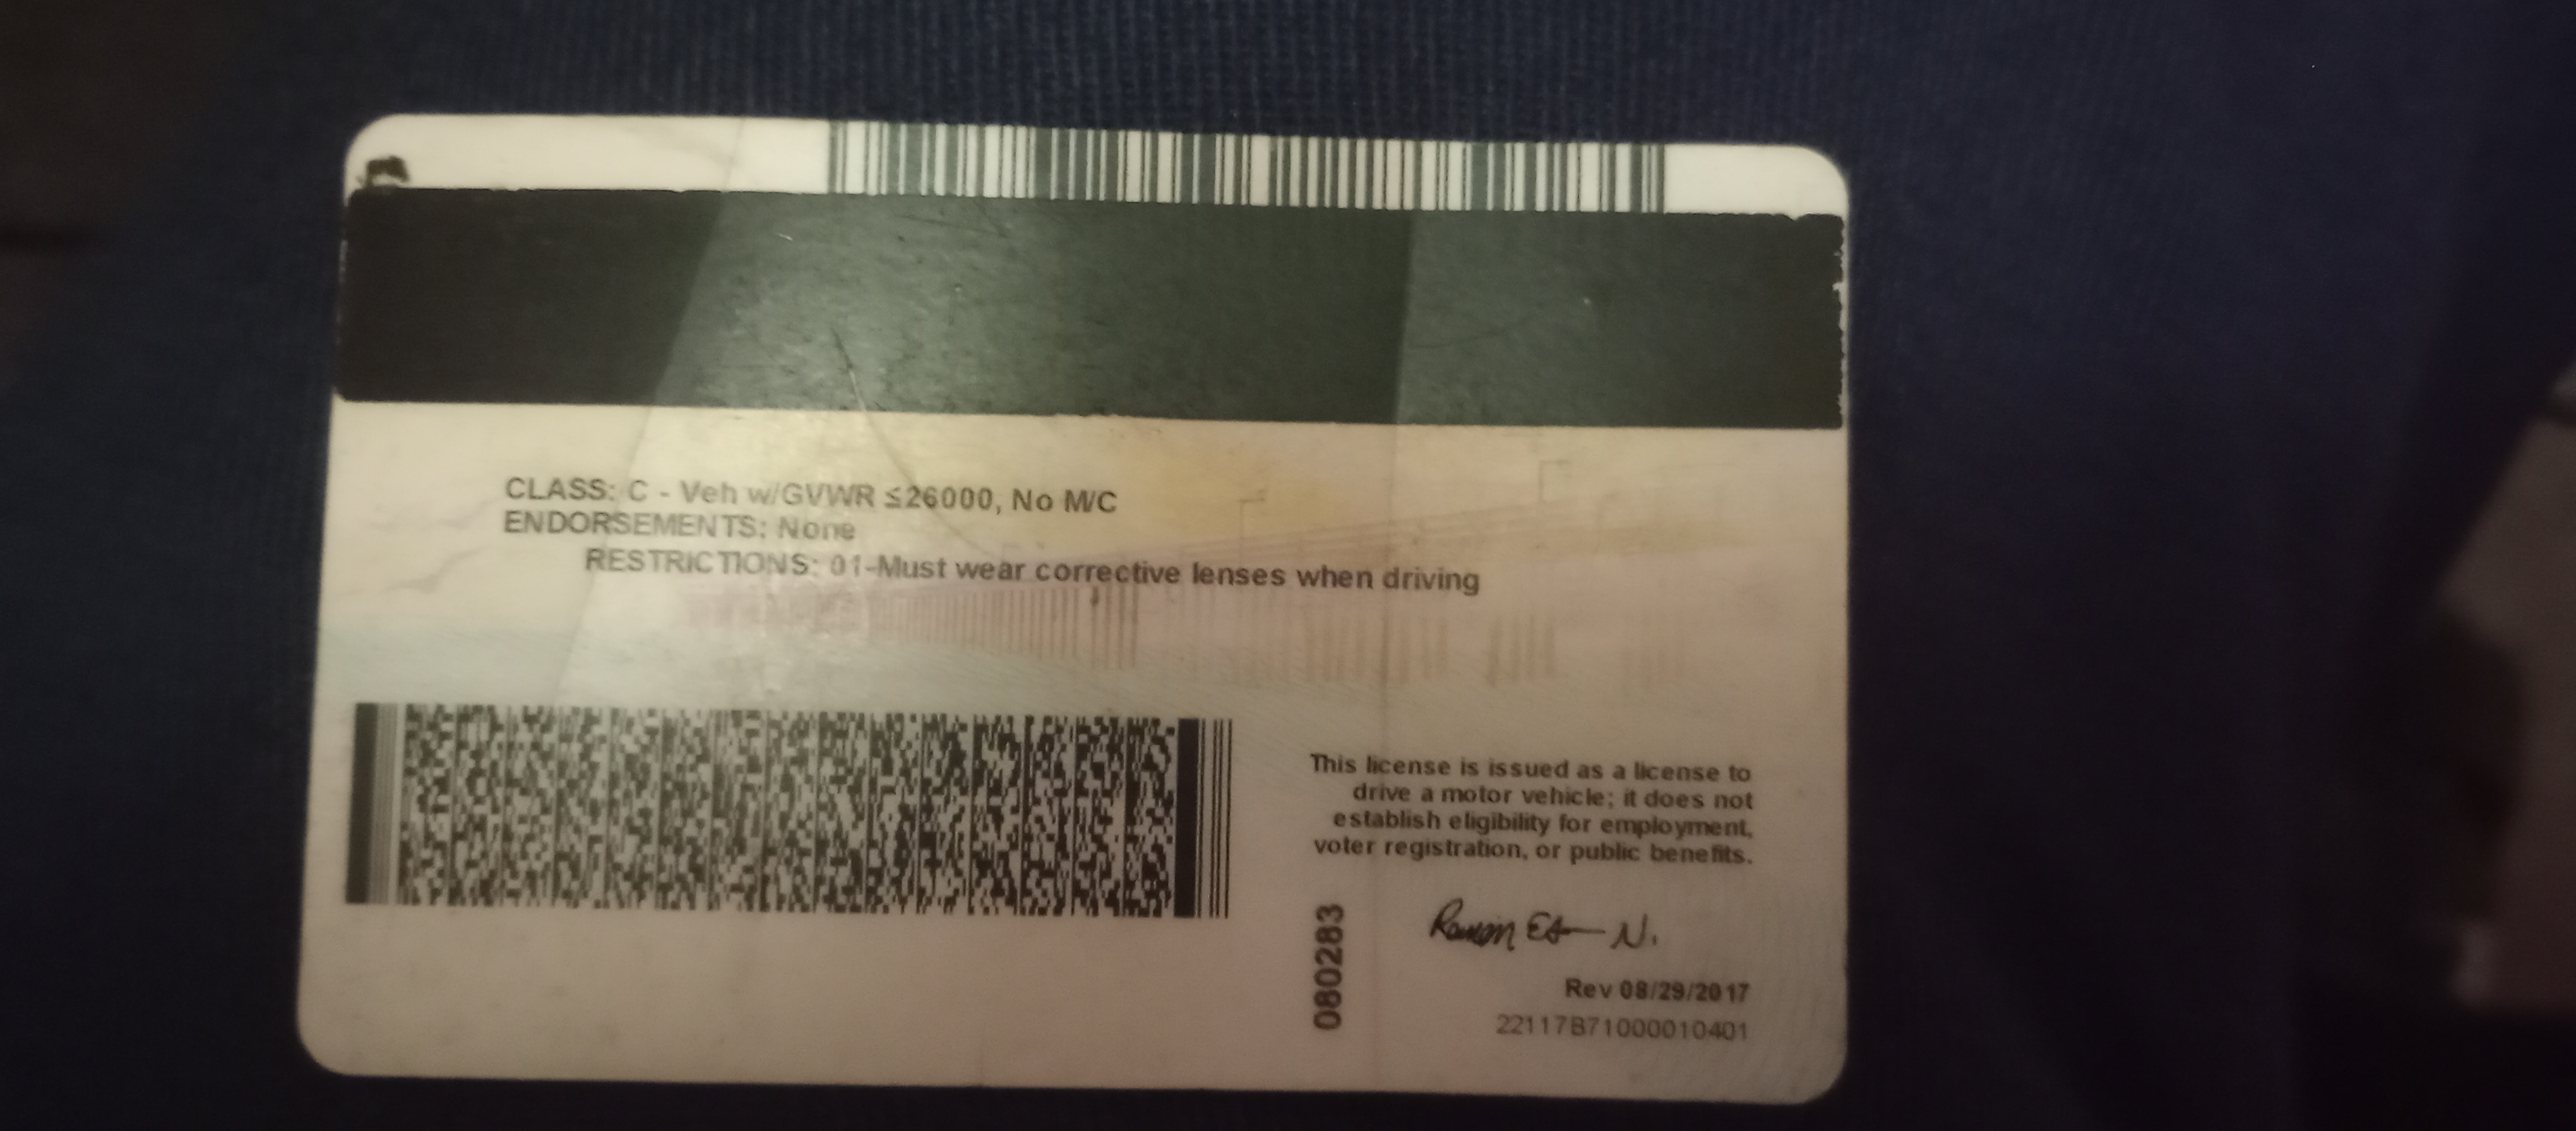 CLASS: C - Veh w/GVWR ≤26000, No M/C
ENDORSEMENTS: None
RESTRICTIONS: 01-Must wear corrective lenses when driving
This license is issued as a license to
drive a motor vehicle; it does not
establish eligibility for employment,
voter registration, or public benefits.
080283
Rev 08/29/2017
22117871000010401